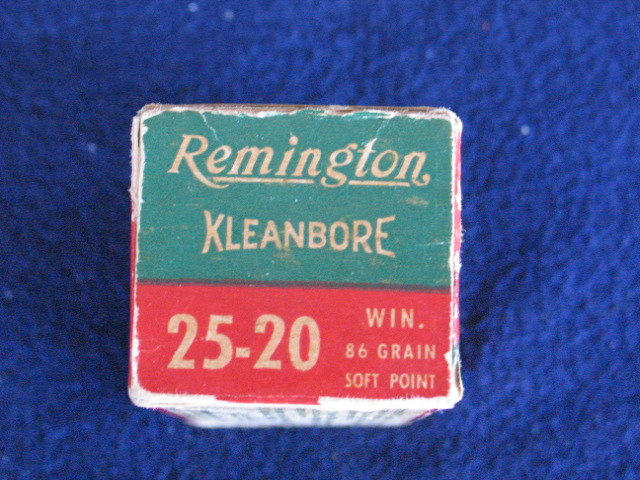 Remington,
KLEANBORE
25-20 WIN.
86 GRAIN
SOFT POINT